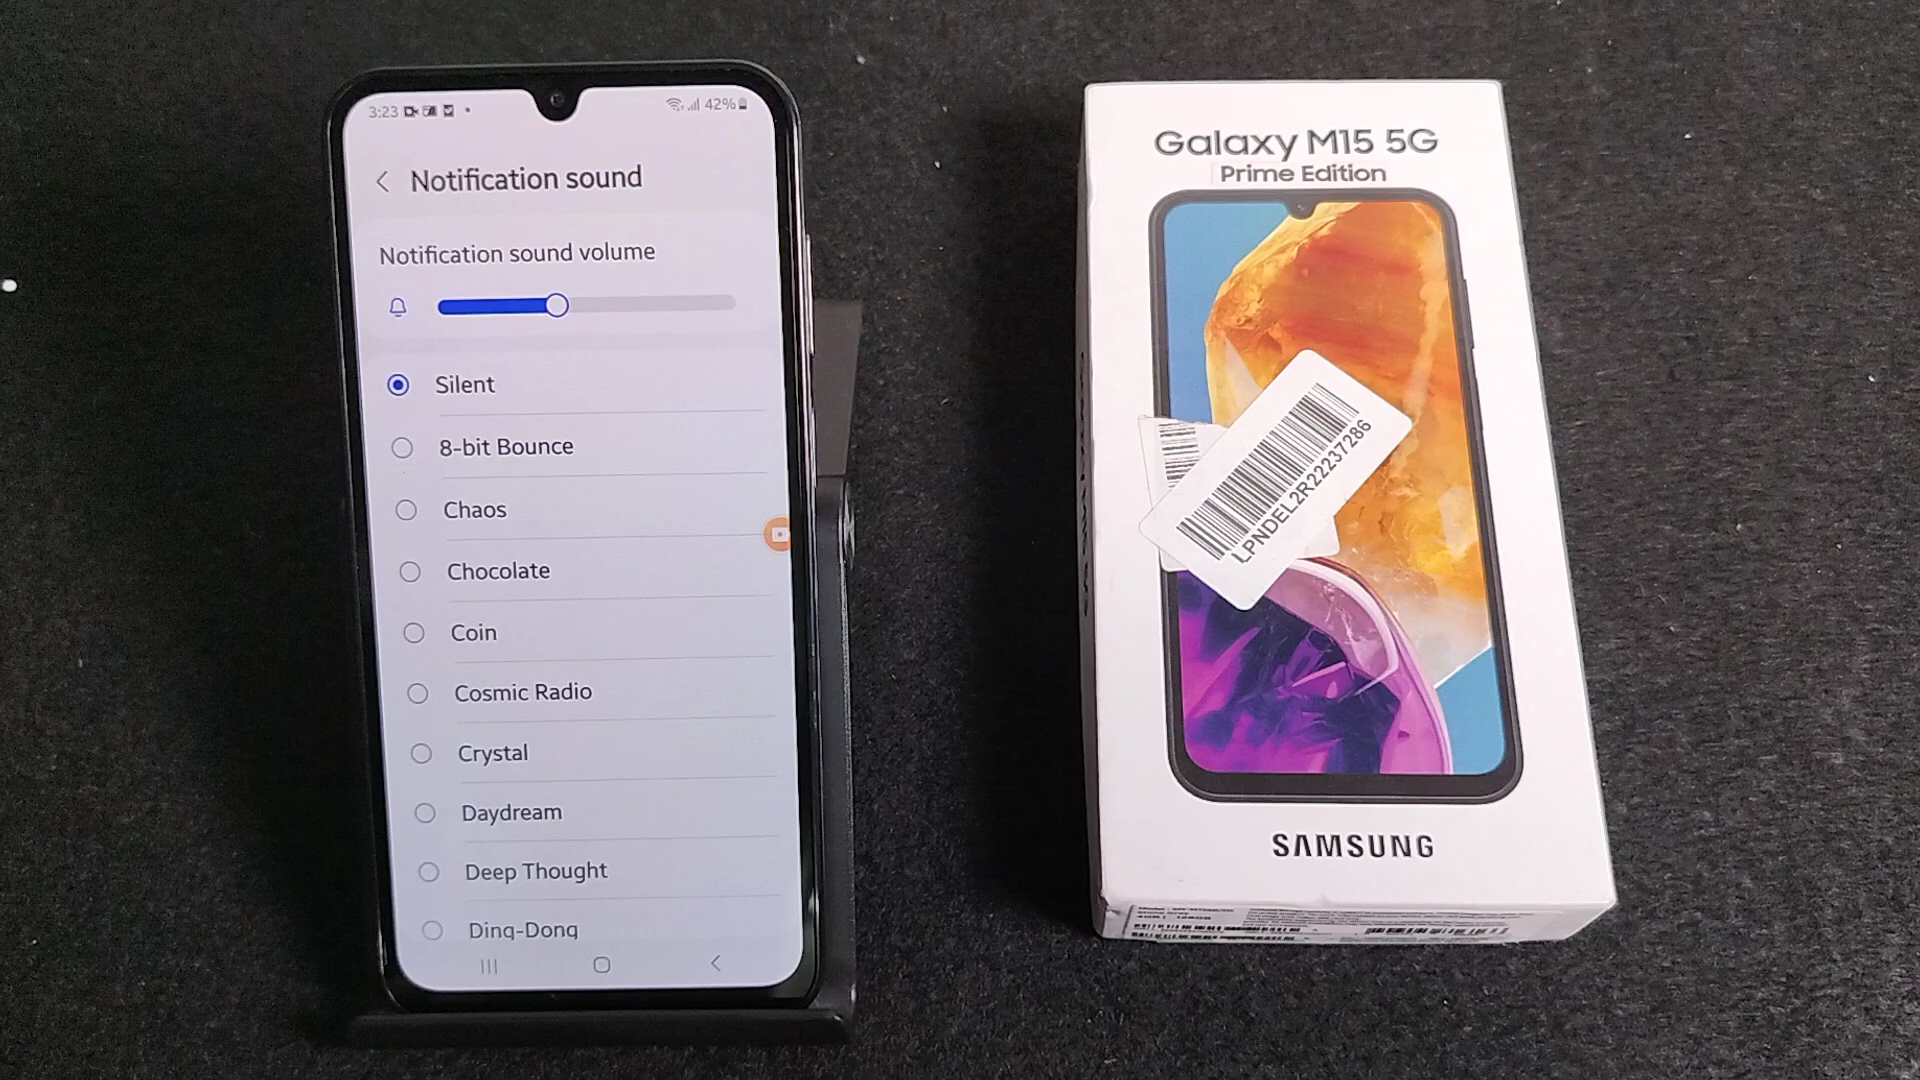 3:23
42%
Notification sound
Notification sound volume
Silent
8-bit Bounce
Chaos
Chocolate
Coin
Cosmic Radio
Crystal
Daydream
Deep Thought
Ding-Dong
Galaxy M15 5G
Prime Edition
LPNDEL2R22237286
SAMSUNG